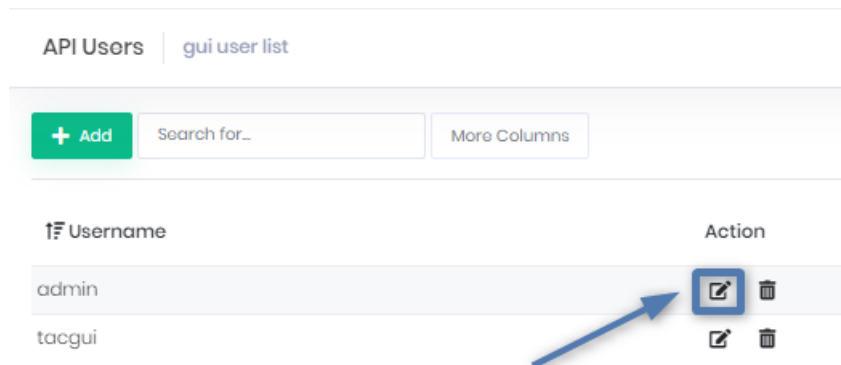 API Users gui user list
+ Add Search for... More Columns
Username Action
admin
tacgui